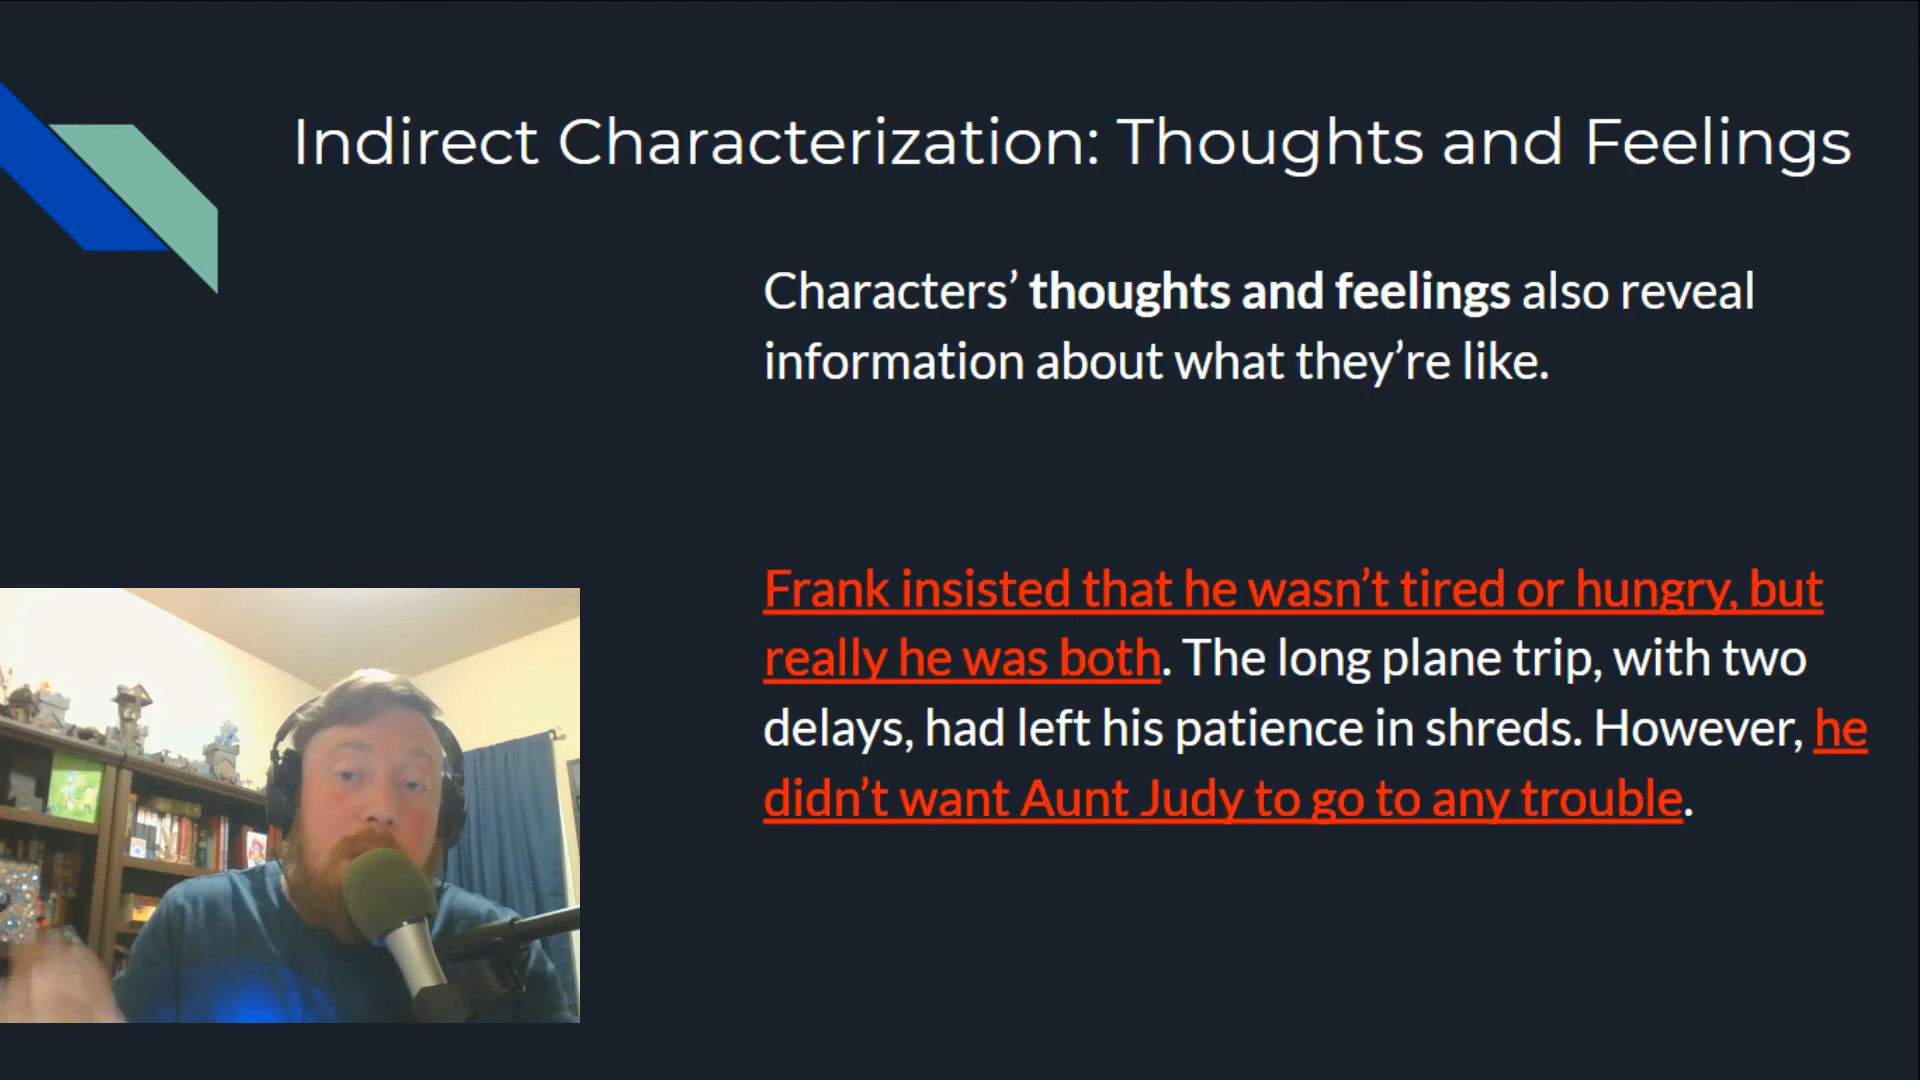 Indirect Characterization: Thoughts and Feelings
Characters’ thoughts and feelings also reveal
information about what they’re like.
Frank insisted that he wasn’t tired or hungry, but
really he was both. The long plane trip, with two
delays, had left his patience in shreds. However, he
didn’t want Aunt Judy to go to any trouble.